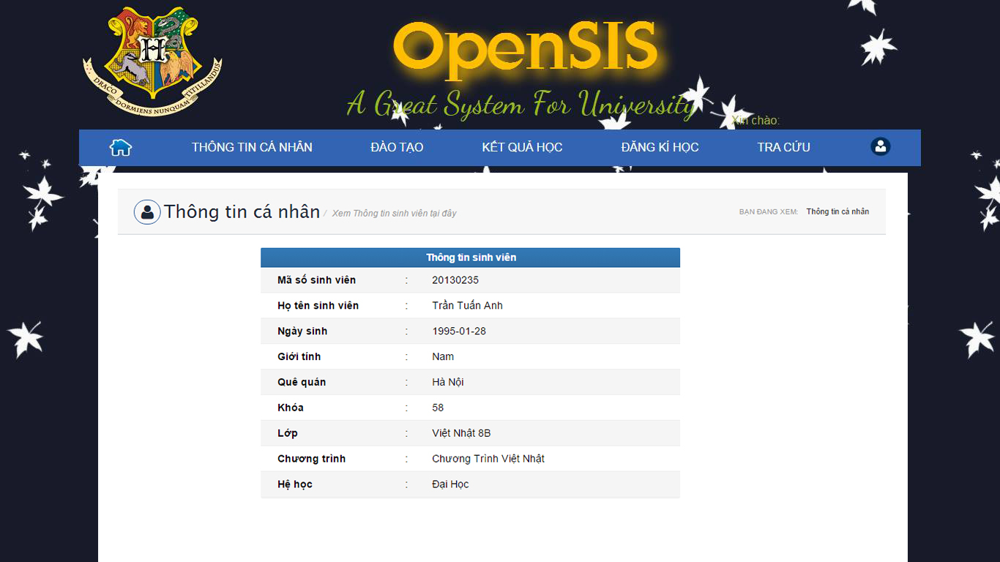 OpenSIS
A Great System For University
DRACO DORMIENS NUNQUAM TITILLANDUS
Xin chào:
THÔNG TIN CÁ NHÂN ĐÀO TẠO KẾT QUẢ HỌC ĐĂNG KÍ HỌC TRA CỨU
Thông tin cá nhân / Xem Thông tin sinh viên tại đây BẠN ĐANG XEM: Thông tin cá nhân
Thông tin sinh viên
Mã số sinh viên : 20130235
Họ tên sinh viên : Trần Tuấn Anh
Ngày sinh : 1995-01-28
Giới tính : Nam
Quê quán : Hà Nội
Khóa : 58
Lớp : Việt Nhật 8B
Chương trình : Chương Trình Việt Nhật
Hệ học : Đại Học